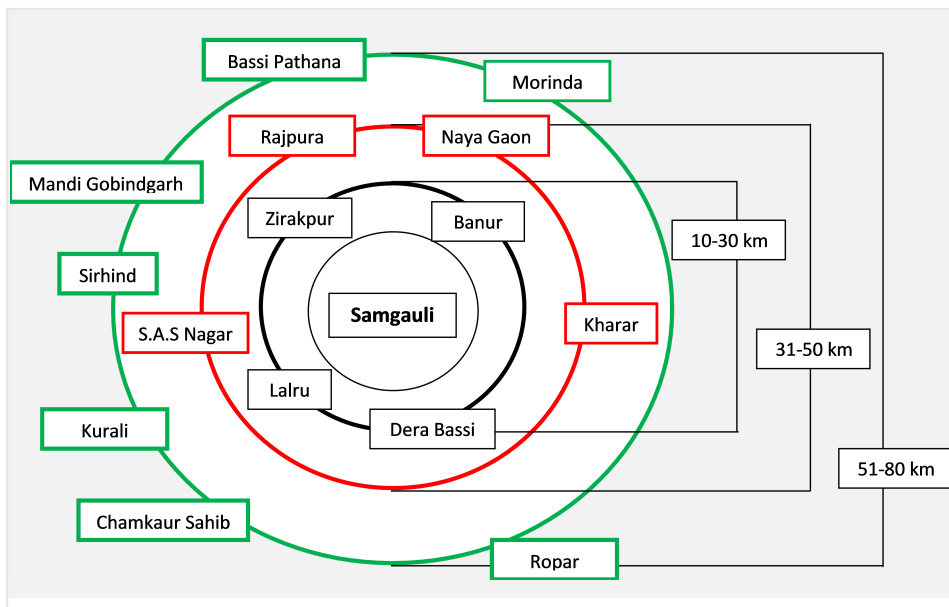 Bassi Pathana
Morinda
Rajpura
Naya Gaon
Mandi Gobindgarh
Zirakpur
Banur
10-30 km
Sirhind
Samgauli
S.A.S Nagar
Kharar
31-50 km
Lalru
Kurali
Dera Bassi
51-80 km
Chamkaur Sahib
Ropar